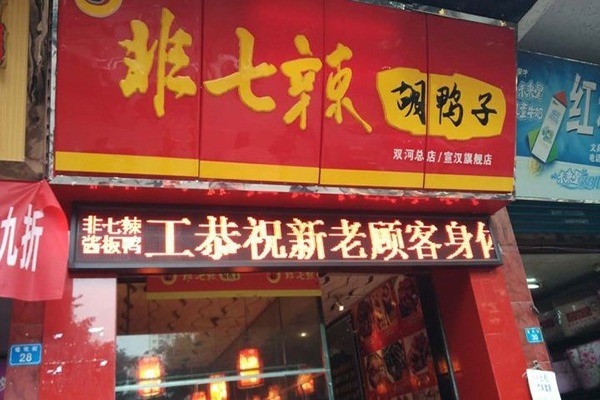 非七辣
胡鸭子
双河总店/宣汉旗舰店
非七辣
酱板鸭
工恭祝新老顾客身体
九折
28
红